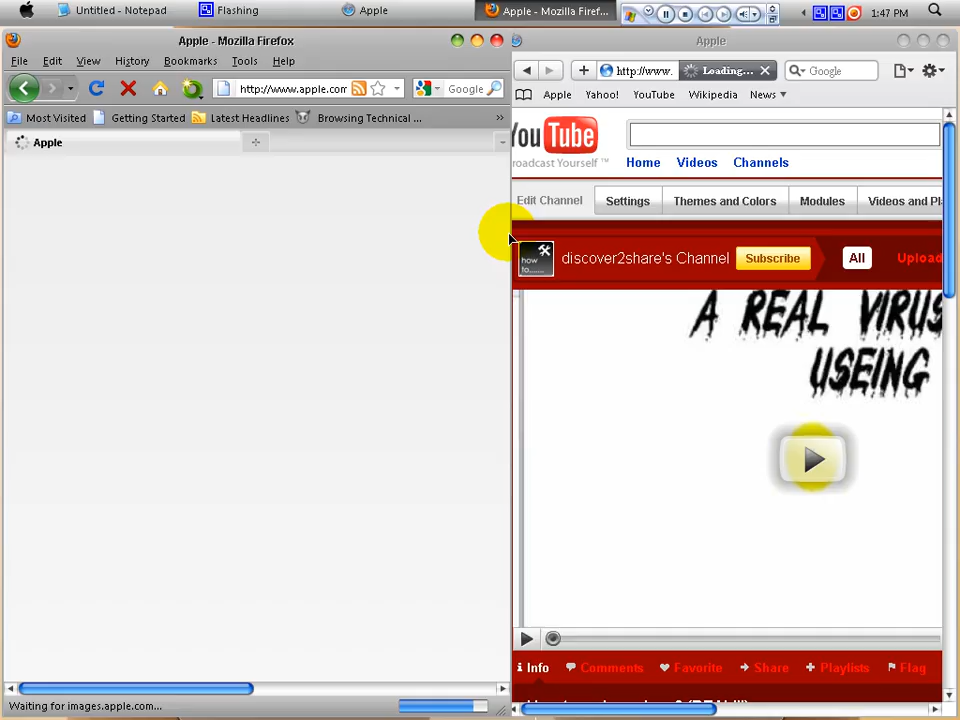 Untitled - Notepad
Flashing
Apple
Apple - Mozilla Firef...
1:47 PM
Apple - Mozilla Firefox
File Edit View History Bookmarks Tools Help
http://www.apple.com
Google
Most Visited Getting Started Latest Headlines Browsing Technical ... »
Apple
Waiting for images.apple.com...
Apple
http://www. Loading... Google
Apple Yahoo! YouTube Wikipedia News
You Tube
Broadcast Yourself ™
Home Videos Channels
Edit Channel Settings Themes and Colors Modules Videos and Pl
how to.......
discover2share's Channel Subscribe All Upload
A REAL VIRUS
USEING
Info Comments Favorite Share Playlists Flag